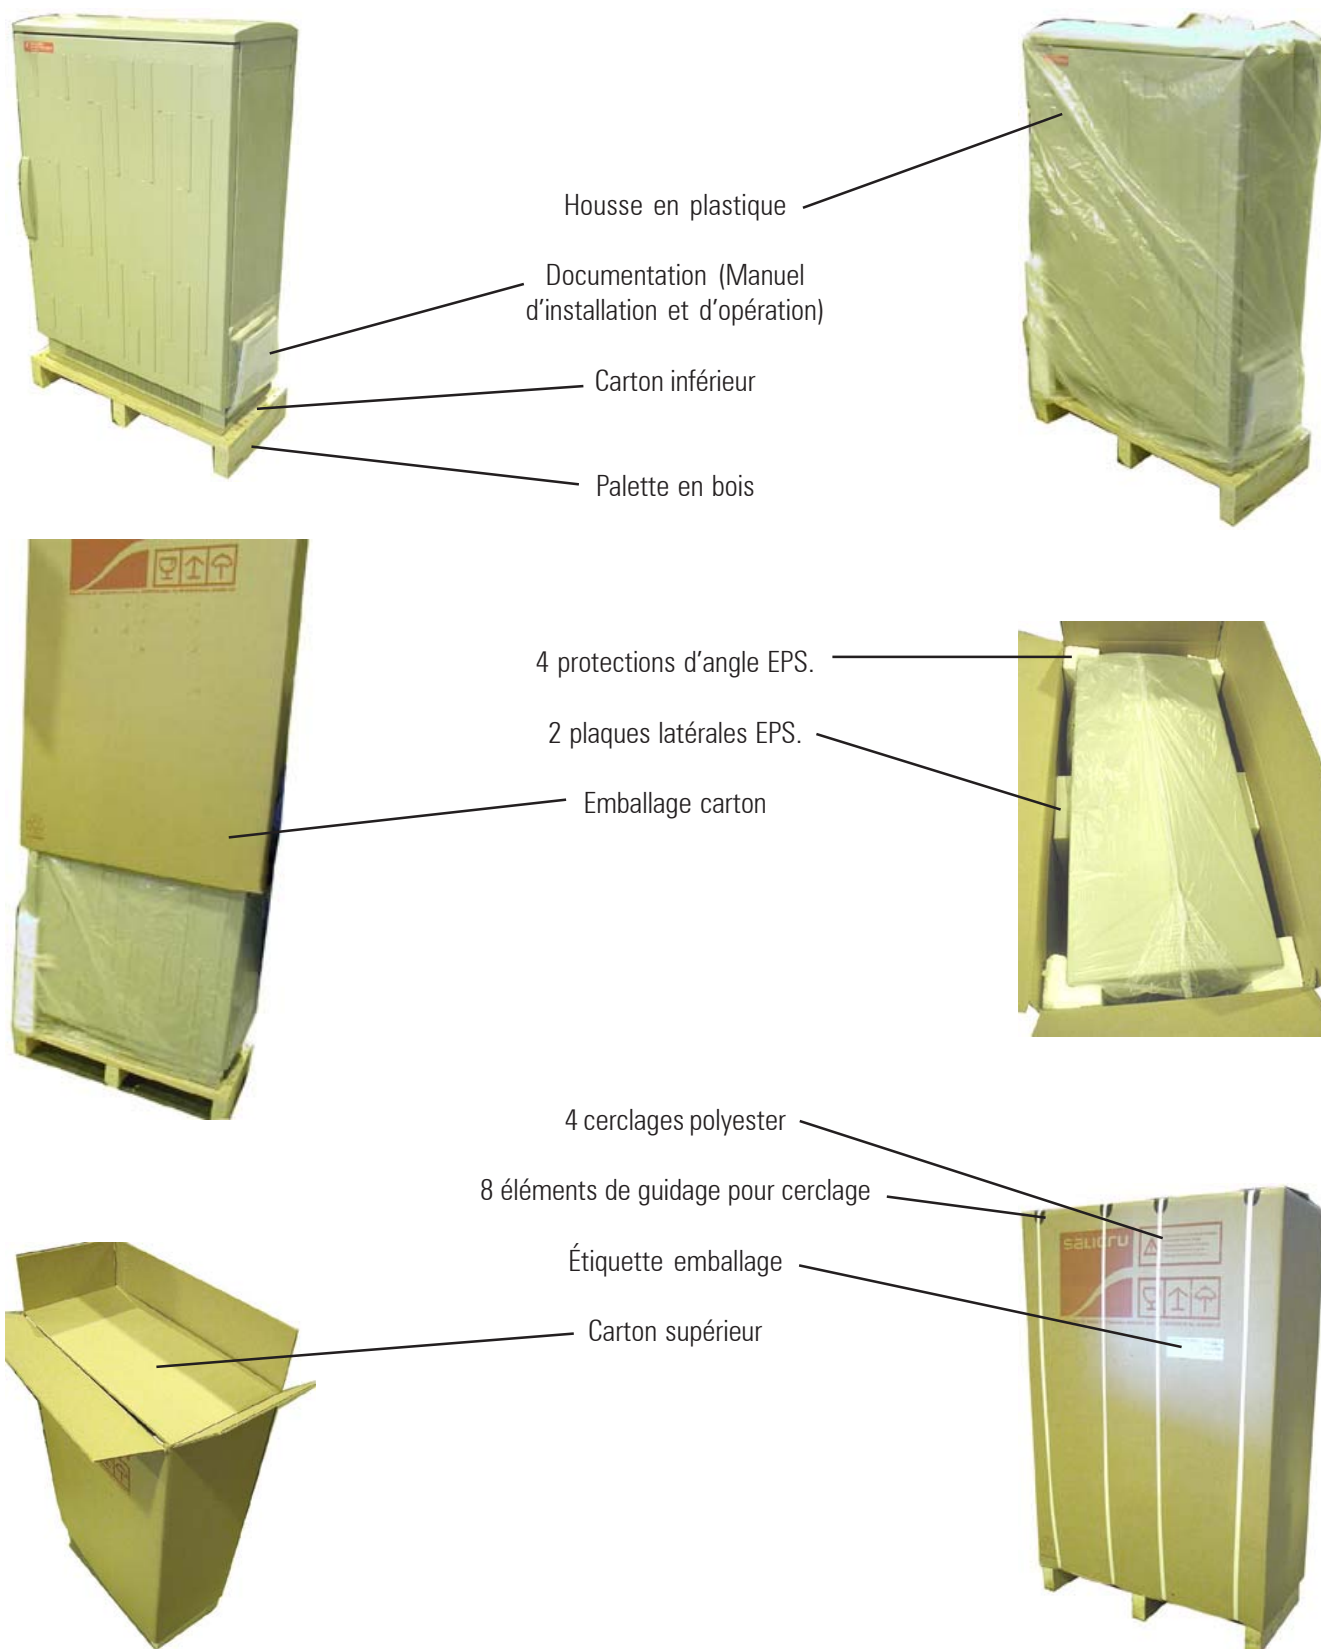 Housse en plastique
Documentation (Manuel
d'installation et d'opération)
Carton inférieur
Palette en bois
4 protections d'angle EPS.
2 plaques latérales EPS.
Emballage carton
4 cerclages polyester
8 éléments de guidage pour cerclage
Étiquette emballage
Carton supérieur
salicru